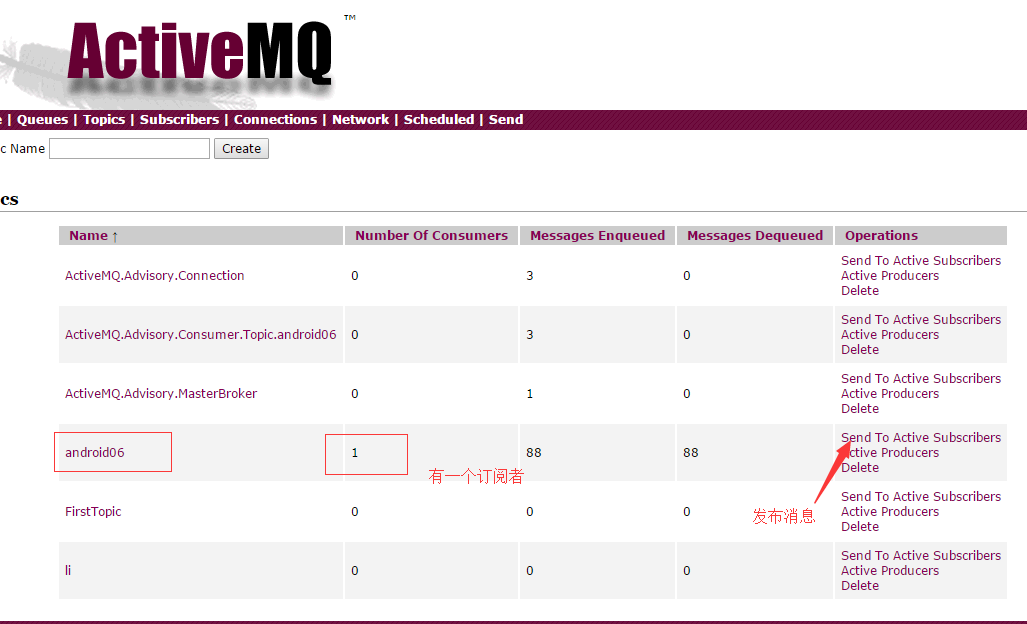 ActiveMQ™
e | Queues | Topics | Subscribers | Connections | Network | Scheduled | Send
c Name Create
cs
Name ↑ Number Of Consumers Messages Enqueued Messages Dequeued Operations
ActiveMQ.Advisory.Connection 0 3 0 Send To Active Subscribers
Active Producers
Delete
ActiveMQ.Advisory.Consumer.Topic.android06 0 3 0 Send To Active Subscribers
Active Producers
Delete
ActiveMQ.Advisory.MasterBroker 0 1 0 Send To Active Subscribers
Active Producers
Delete
android06 1 88 88 Send To Active Subscribers
Active Producers
Delete
有一个订阅者
发布消息
FirstTopic 0 0 0 Send To Active Subscribers
Active Producers
Delete
li 0 0 0 Send To Active Subscribers
Active Producers
Delete